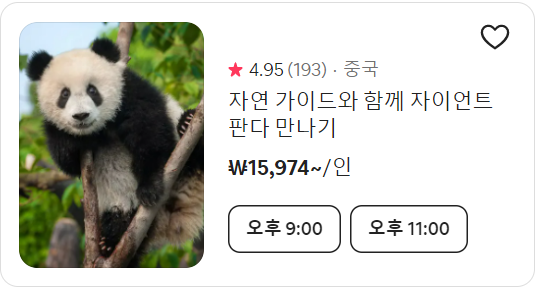 ★ 4.95 (193) · 중국
자연 가이드와 함께 자이언트
판다 만나기
₩15,974~/인
오후 9:00 오후 11:00